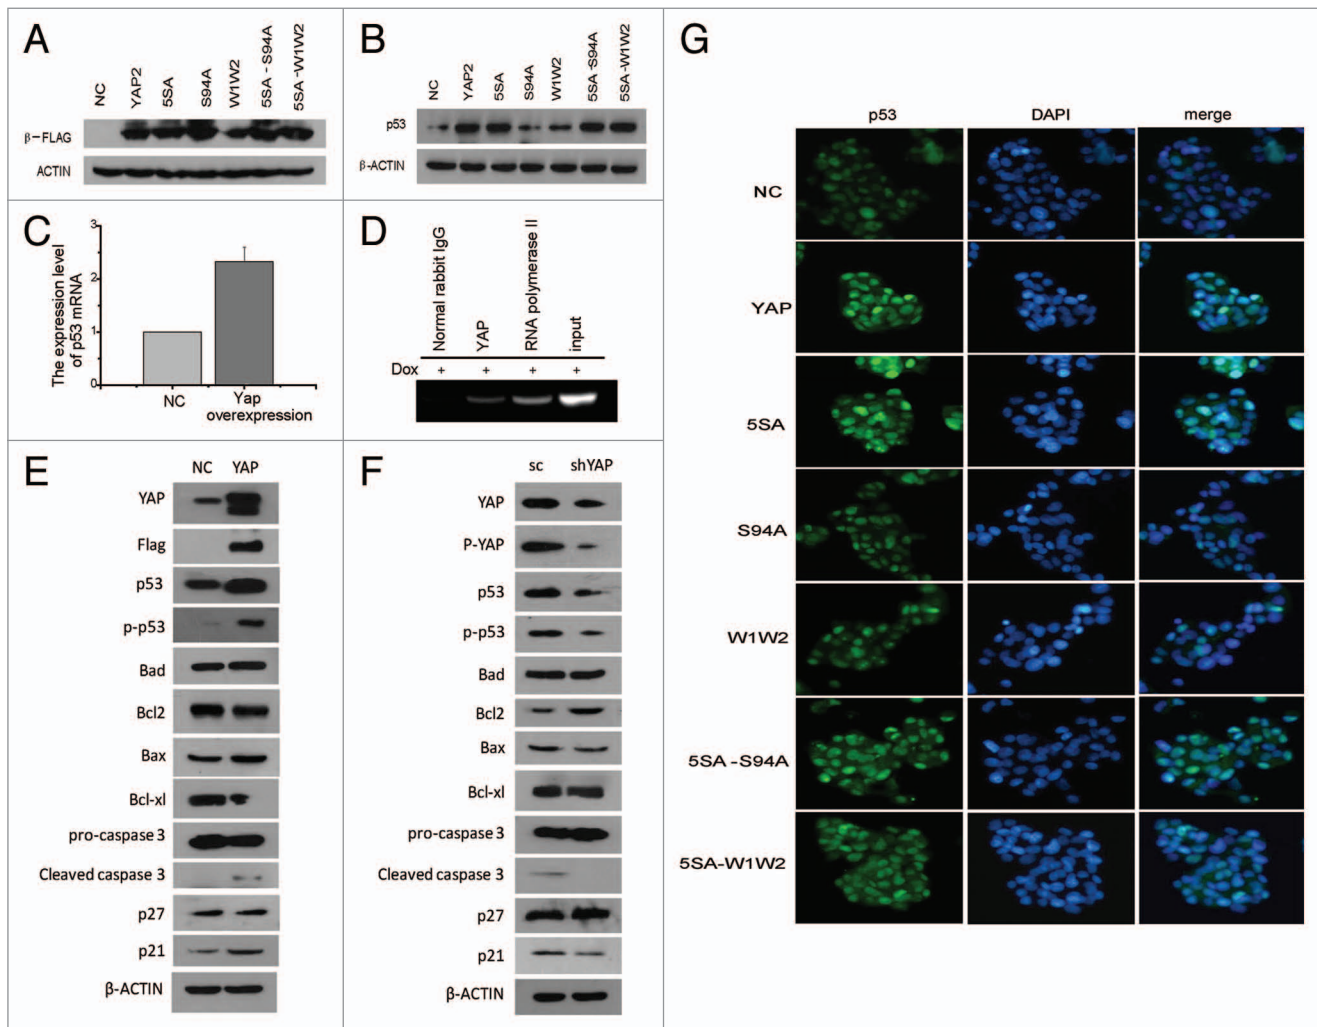 A
NC
YAP2
5SA
S94A
W1W2
5SA - S94A
5SA -W1W2
β-FLAG
ACTIN
B
NC
YAP2
5SA
S94A
W1W2
5SA -S94A
5SA -W1W2
p53
β-ACTIN
C
The expression level
of p53 mRNA
3
2
1
0
NC
Yap
overexpression
D
Normal rabbit IgG
YAP
RNA polymerase II
input
Dox + + + +
E
NC YAP
YAP
Flag
p53
p-p53
Bad
Bcl2
Bax
Bcl-xl
pro-caspase 3
Cleaved caspase 3
p27
p21
β-ACTIN
F
sc shYAP
YAP
P-YAP
p53
p-p53
Bad
Bcl2
Bax
Bcl-xl
pro-caspase 3
Cleaved caspase 3
p27
p21
β-ACTIN
G
p53 DAPI merge
NC
YAP
5SA
S94A
W1W2
5SA -S94A
5SA-W1W2